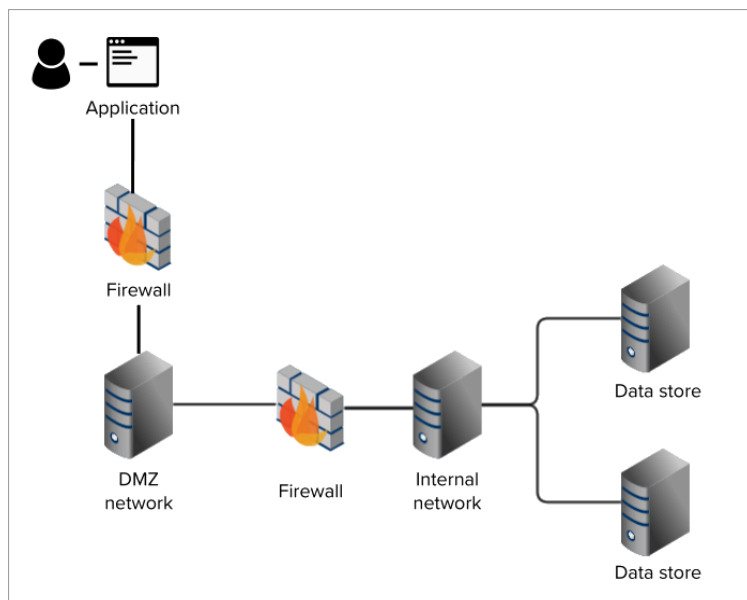 Application
Firewall
DMZ
network
Firewall
Internal
network
Data store
Data store